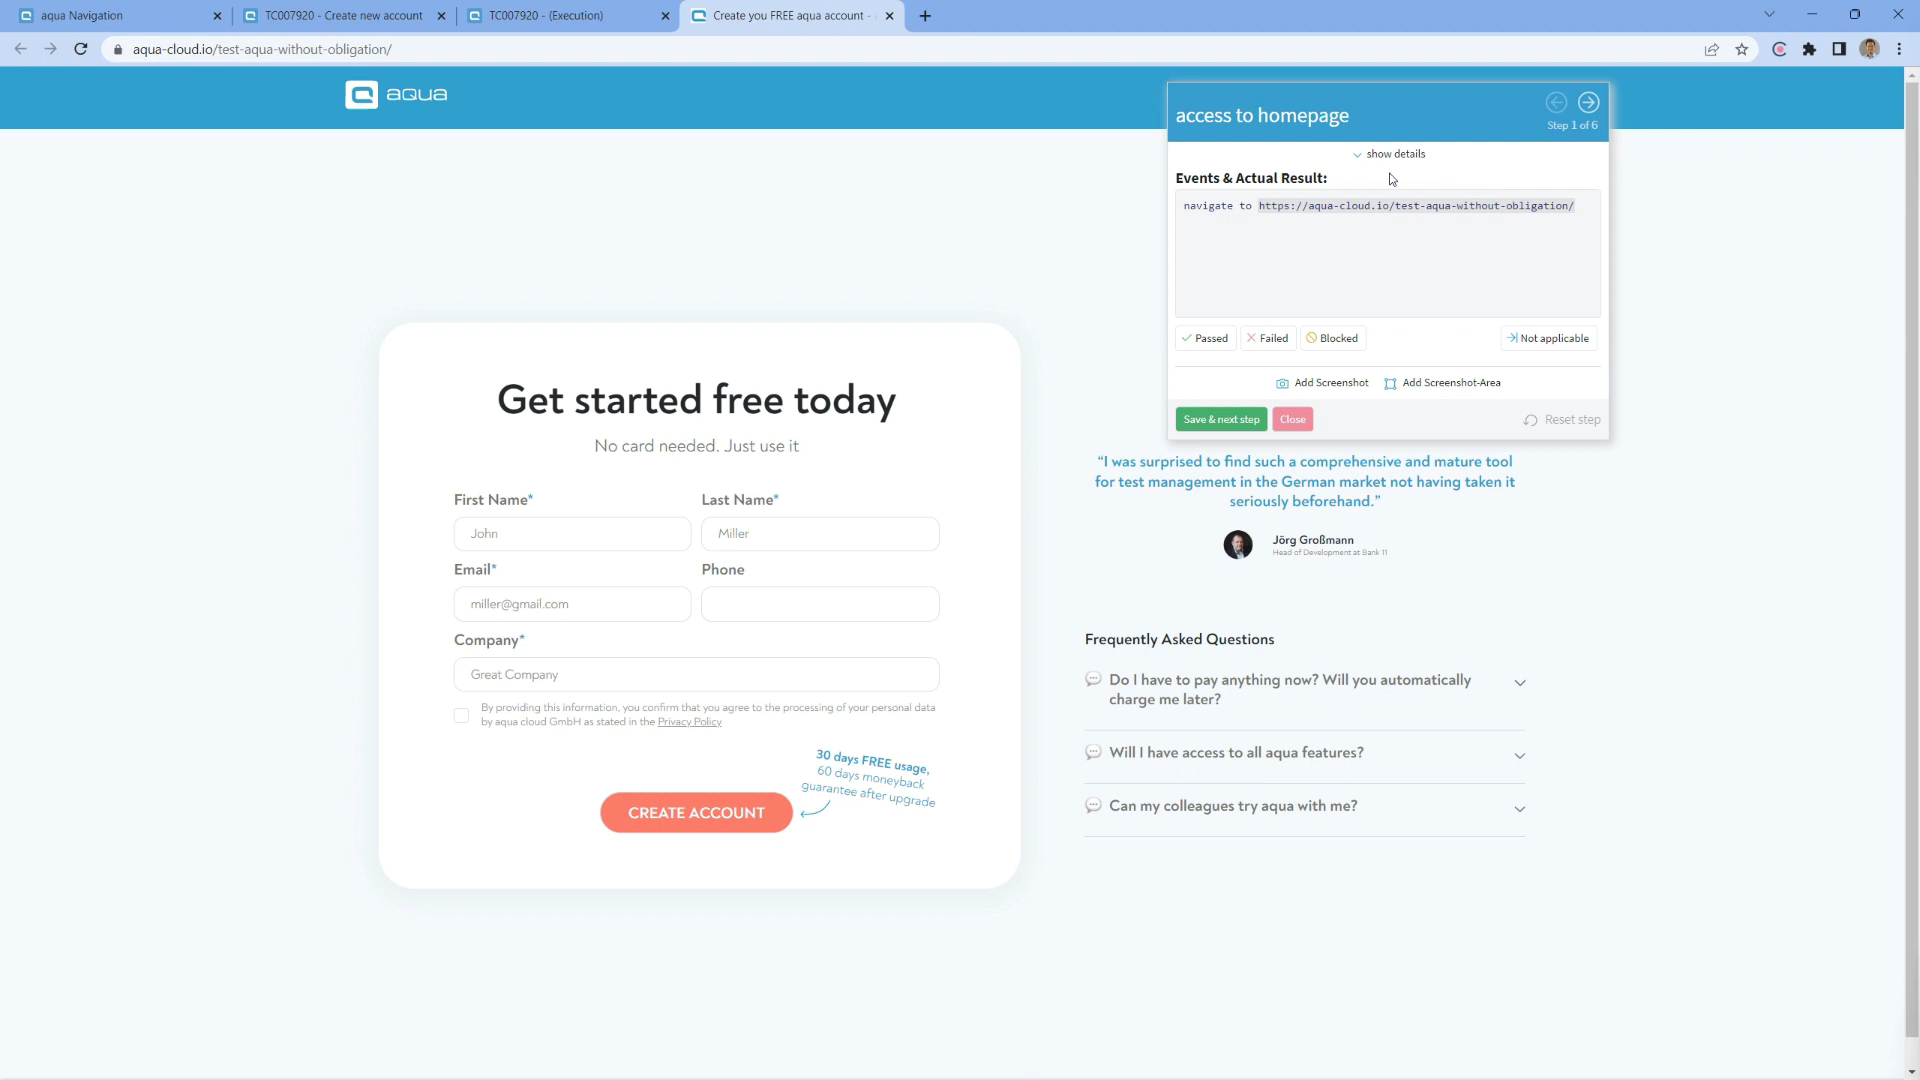 aqua Navigation
TC007920 - Create new account
TC007920 - (Execution)
Create you FREE aqua account -
aqua-cloud.io/test-aqua-without-obligation/
aqua
access to homepage
Step 1 of 6
show details
Events & Actual Result:
navigate to https://aqua-cloud.io/test-aqua-without-obligation/
Passed
Failed
Blocked
Not applicable
Add Screenshot
Add Screenshot-Area
Save & next step
Close
Reset step
Get started free today
No card needed. Just use it
First Name*
Last Name*
John
Miller
Email*
Phone
miller@gmail.com
Company*
Great Company
By providing this information, you confirm that you agree to the processing of your personal data
by aqua cloud GmbH as stated in the Privacy Policy
30 days FREE usage,
60 days moneyback
guarantee after upgrade
CREATE ACCOUNT
“I was surprised to find such a comprehensive and mature tool
for test management in the German market not having taken it
seriously beforehand.”
Jörg Großmann
Head of Development at Bank 11
Frequently Asked Questions
Do I have to pay anything now? Will you automatically
charge me later?
Will I have access to all aqua features?
Can my colleagues try aqua with me?